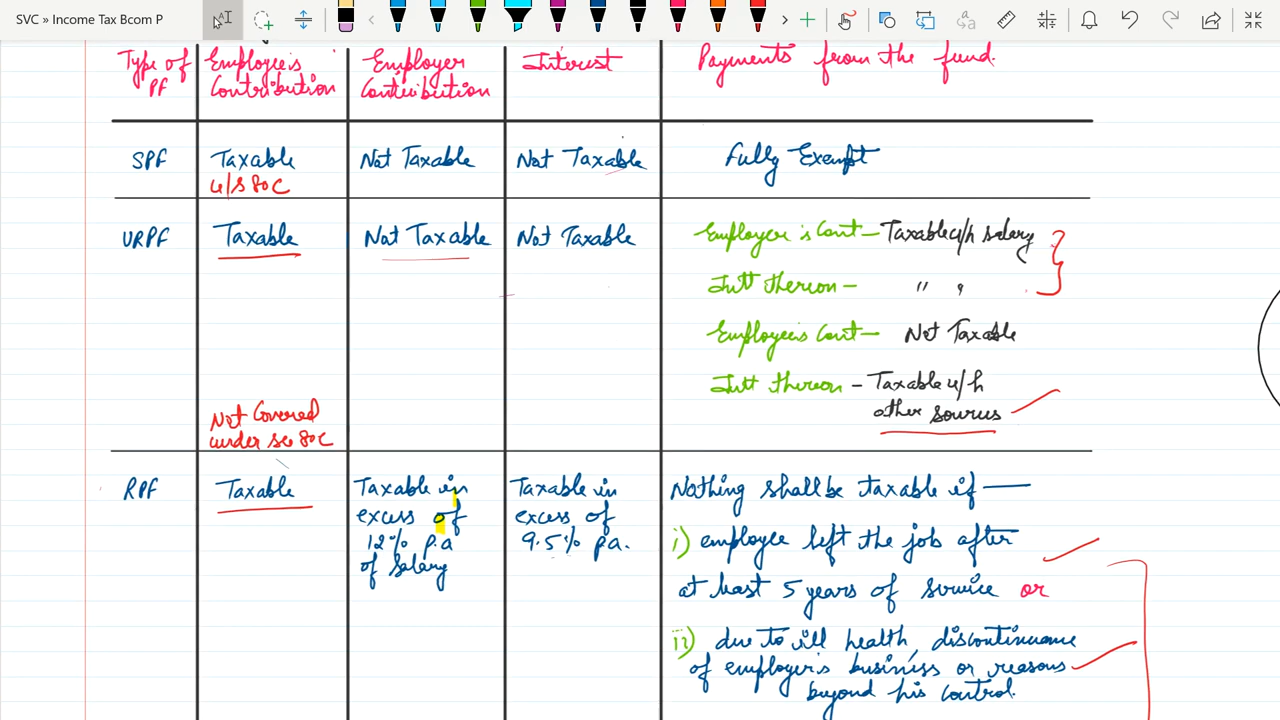 SVC » Income Tax Bcom P
Type of PF
Employee's Contribution
Employer Contribution
Interest
Payments from the fund.
SPF
Taxable
u/s 80C
Not Taxable
Not Taxable
Fully Exempt
URPF
Taxable
Not Taxable
Not Taxable
Employer's Cont — Taxable u/h salary
Intt thereon — " "
Employee's Cont — Not Taxable
Intt thereon — Taxable u/h
other sources
Not Covered
under sec 80C
RPF
Taxable
Taxable in
excess of
12% p.a
of salary
Taxable in
excess of
9.5% p.a.
Nothing shall be taxable if —
i) employee left the job after
at least 5 years of service or
ii) due to ill health, discontinuance
of employer's business or reasons
beyond his control.